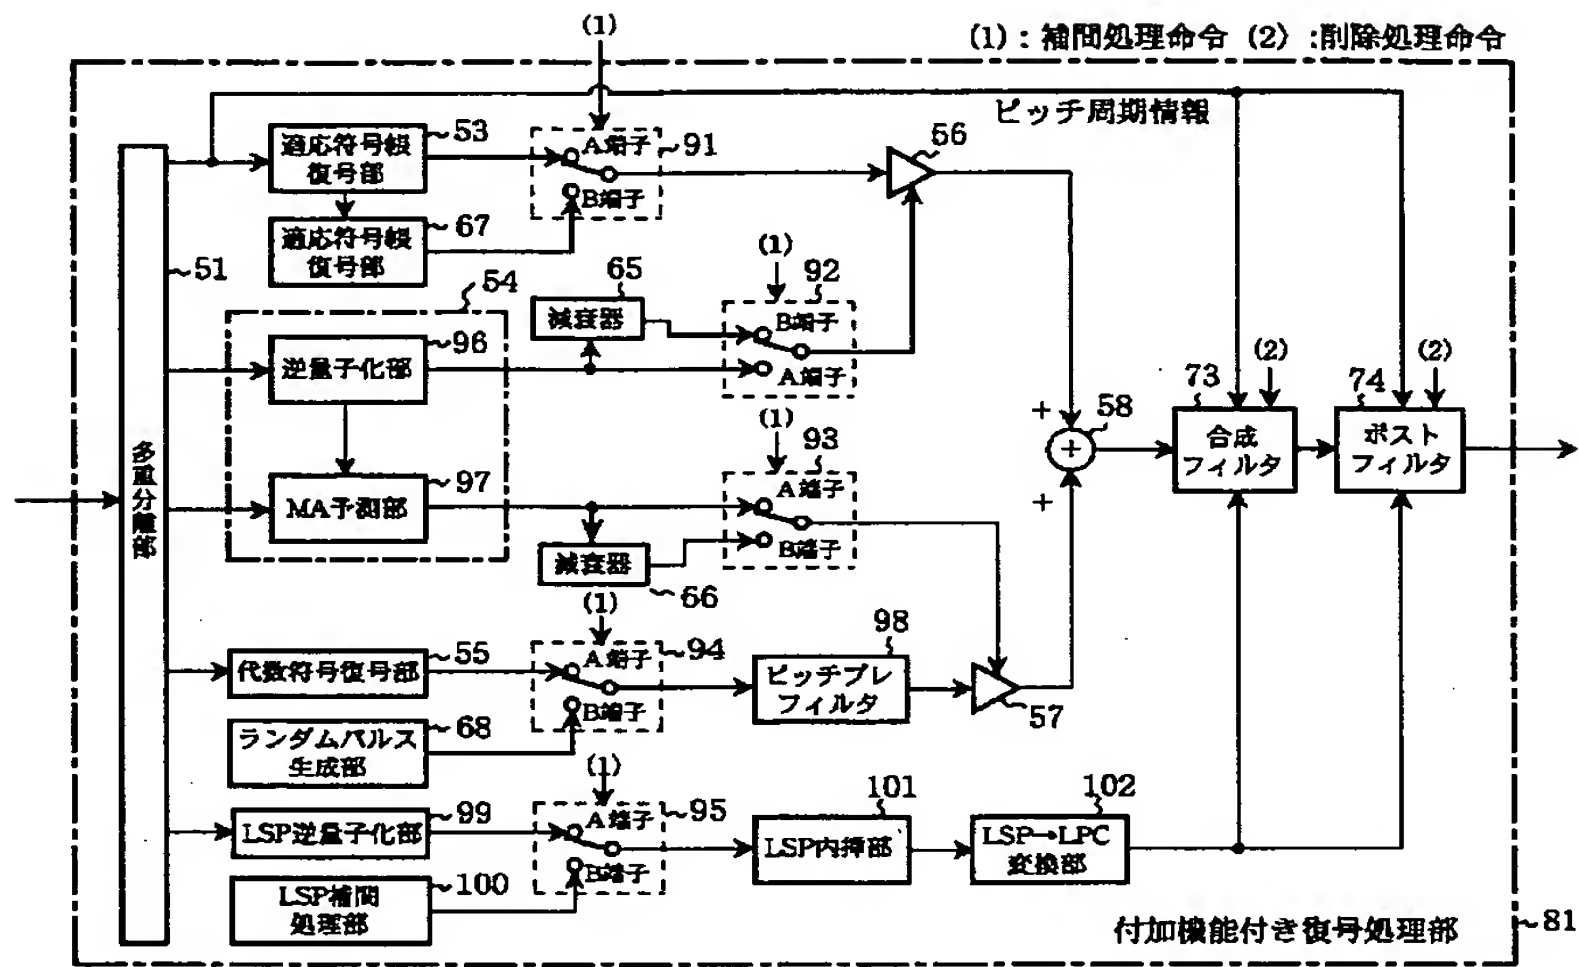 (1)
(1)：補間処理命令 (2)：削除処理命令
ピッチ周期情報
適応符号帳
復号部
53
A端子
91
B端子
56
適応符号帳
復号部
67
51
54
65
減衰器
(1)
92
B端子
A端子
逆量子化部
96
(1)
93
A端子
B端子
MA予測部
97
減衰器
66
+
+
+
58
73
(2)
合成
フィルタ
74
(2)
ポスト
フィルタ
多重分離部
(1)
代数符号復号部
55
A端子
94
B端子
98
ピッチプレ
フィルタ
57
ランダムパルス
生成部
68
(1)
LSP逆量子化部
99
A端子
95
B端子
101
LSP内挿部
102
LSP→LPC
変換部
LSP補間
処理部
100
付加機能付き復号処理部
81